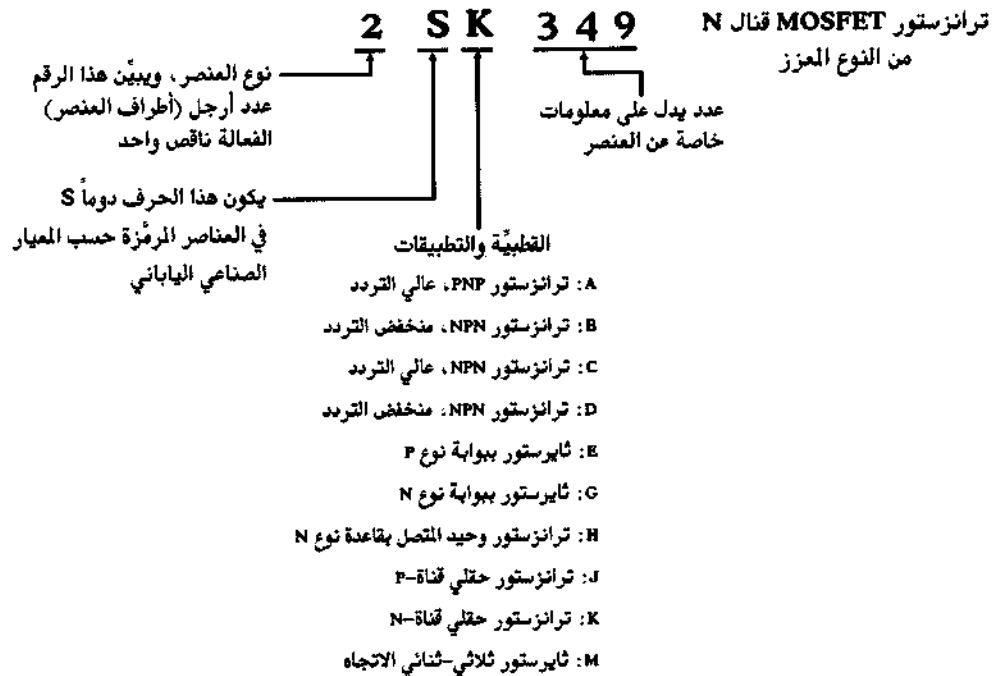 2 S K 3 4 9
ترانزستور MOSFET قنال N
من النوع المعزز
نوع العنصر، ويبيِّن هذا الرقم
عدد أرجل (أطراف العنصر)
الفعالة ناقص واحد
عدد يدل على معلومات
خاصة عن العنصر
يكون هذا الحرف دوماً S
في العناصر المرمَّزة حسب المعيار
الصناعي الياباني
القطبيِّة والتطبيقات
A: ترانزستور PNP، عالي التردد
B: ترانزستور NPN، منخفض التردد
C: ترانزستور NPN، عالي التردد
D: ترانزستور NPN، منخفض التردد
E: ثايرستور ببوابة نوع P
G: ثايرستور ببوابة نوع N
H: ترانزستور وحيد المتصل بقاعدة نوع N
J: ترانزستور حقلي قناة-P
K: ترانزستور حقلي قناة-N
M: ثايرستور ثلاثي-ثنائي الاتجاه